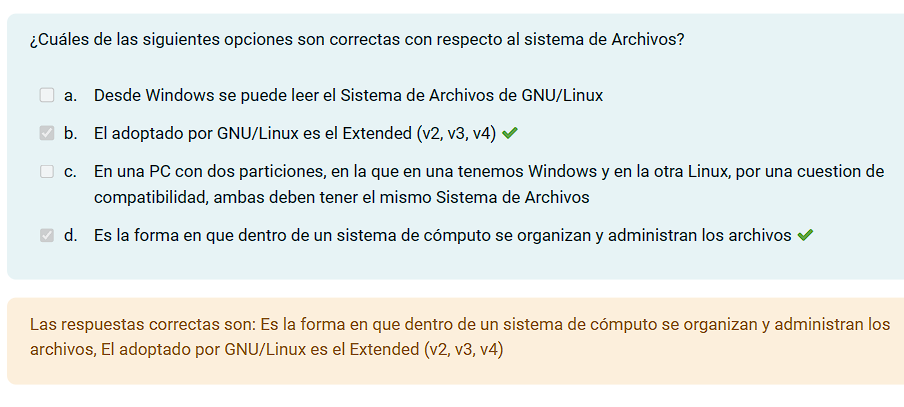 ¿Cuáles de las siguientes opciones son correctas con respecto al sistema de Archivos?
a. Desde Windows se puede leer el Sistema de Archivos de GNU/Linux
b. El adoptado por GNU/Linux es el Extended (v2, v3, v4)
c. En una PC con dos particiones, en la que en una tenemos Windows y en la otra Linux, por una cuestion de
compatibilidad, ambas deben tener el mismo Sistema de Archivos
d. Es la forma en que dentro de un sistema de cómputo se organizan y administran los archivos
Las respuestas correctas son: Es la forma en que dentro de un sistema de cómputo se organizan y administran los
archivos, El adoptado por GNU/Linux es el Extended (v2, v3, v4)